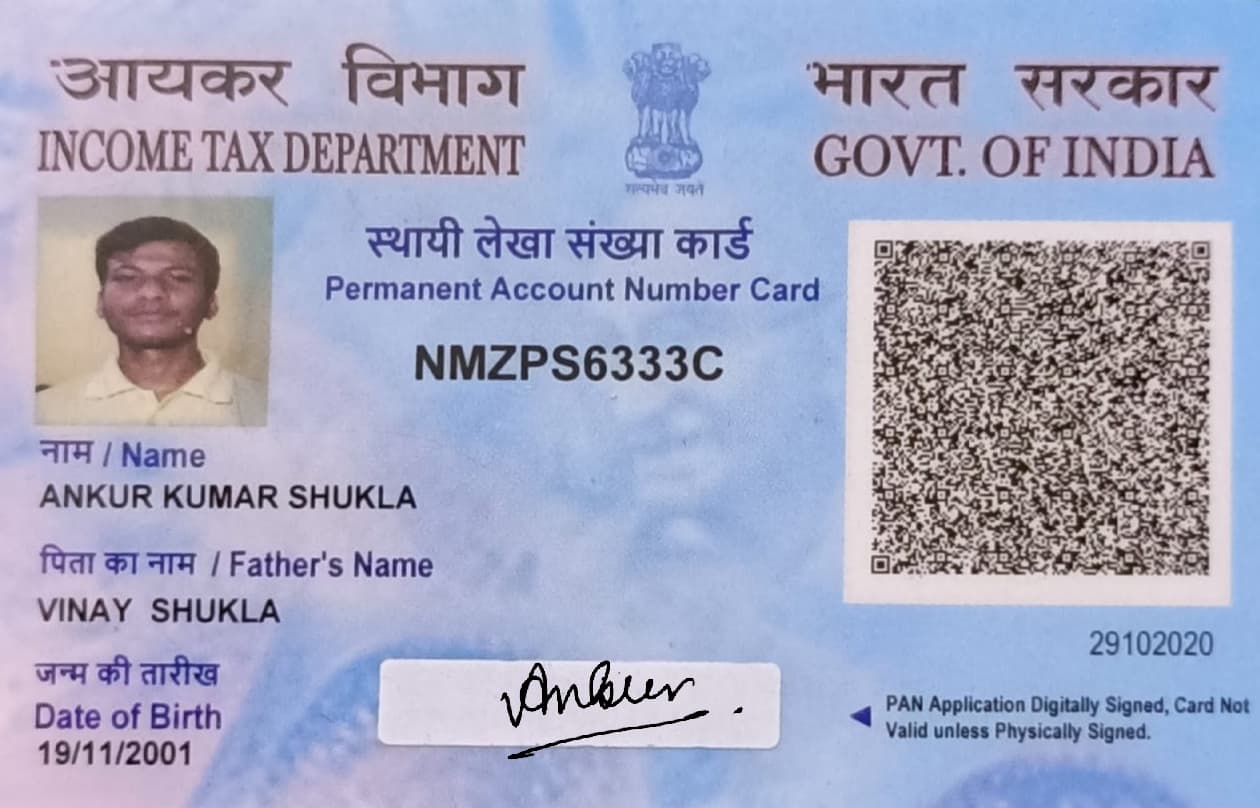 आयकर विभाग
INCOME TAX DEPARTMENT
सत्यमेव जयते
भारत सरकार
GOVT. OF INDIA
स्थायी लेखा संख्या कार्ड
Permanent Account Number Card
NMZPS6333C
नाम / Name
ANKUR KUMAR SHUKLA
पिता का नाम / Father's Name
VINAY SHUKLA
जन्म की तारीख
Date of Birth
19/11/2001
Ankur
29102020
PAN Application Digitally Signed, Card Not
Valid unless Physically Signed.